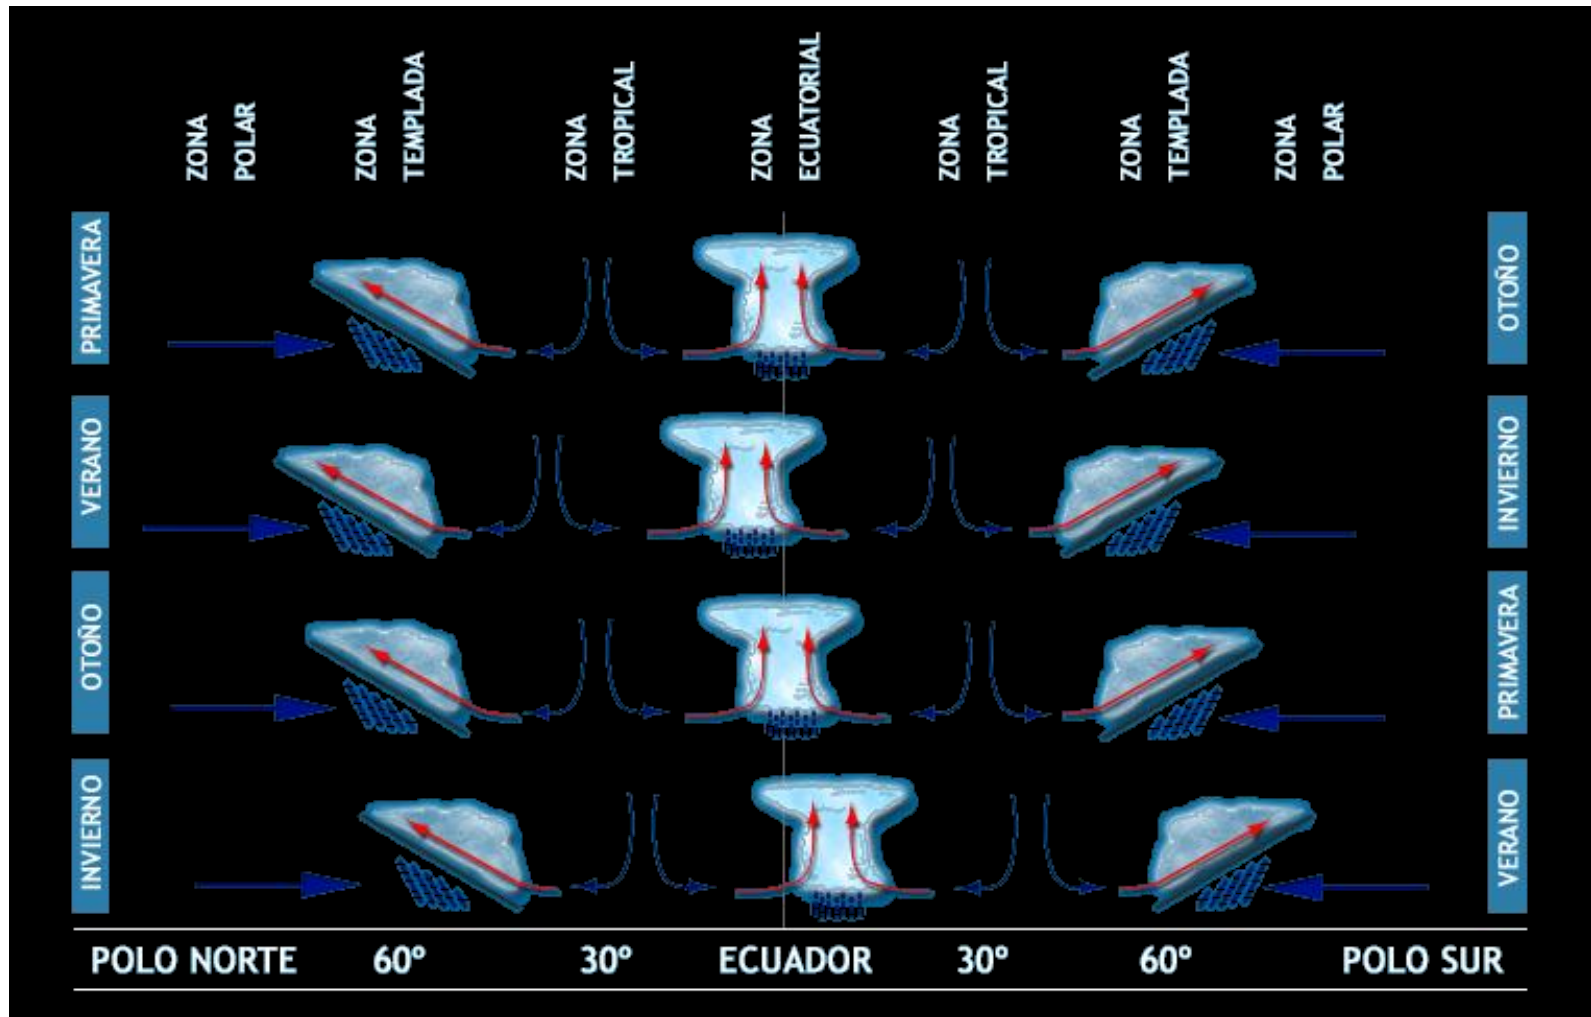 ZONA
POLAR
ZONA
TEMPLADA
ZONA
TROPICAL
ZONA
ECUATORIAL
ZONA
TROPICAL
ZONA
TEMPLADA
ZONA
POLAR
PRIMAVERA
OTOÑO
VERANO
INVIERNO
OTOÑO
PRIMAVERA
INVIERNO
VERANO
POLO NORTE 60º 30º ECUADOR 30º 60º POLO SUR